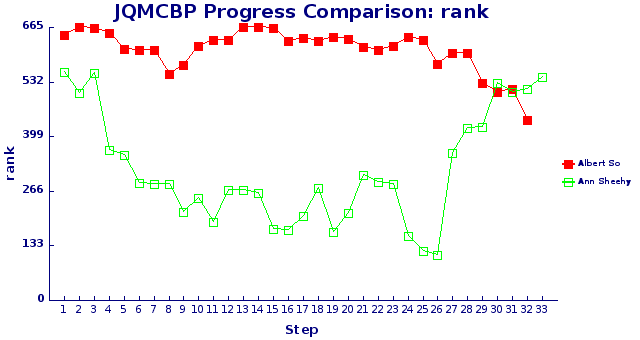 JQMCBP Progress Comparison: rank
665
532
399
266
133
0
rank
1 2 3 4 5 6 7 8 9 10 11 12 13 14 15 16 17 18 19 20 21 22 23 24 25 26 27 28 29 30 31 32 33
Step
Albert So
Ann Sheehy